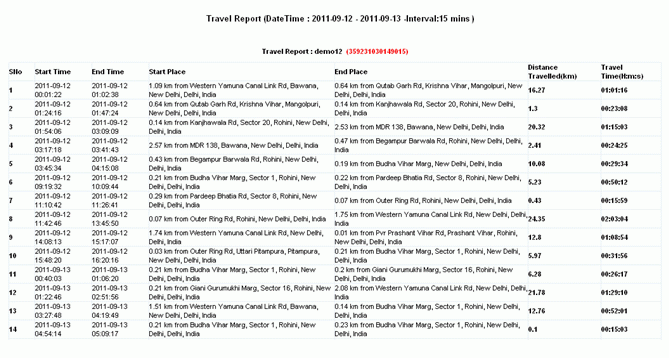 Travel Report (DateTime : 2011-09-12 - 2011-09-13 -Interval:15 mins )
Travel Report : demo12 (359231030149015)
SNo Start Time End Time Start Place End Place Distance Travelled(km) Travel Time(H:m:s)
1 2011-09-12 00:01:22 2011-09-12 01:02:38 1.09 km from Western Yamuna Canal Link Rd, Bawana, New Delhi, Delhi, India 0.64 km from Qutab Garh Rd, Krishna Vihar, Mangolpuri, New Delhi, Delhi, India 16.27 01:01:16
2 2011-09-12 01:24:16 2011-09-12 01:47:24 0.64 km from Qutab Garh Rd, Krishna Vihar, Mangolpuri, New Delhi, Delhi, India 0.14 km from Kanjhawala Rd, Sector 20, Rohini, New Delhi, Delhi, India 1.3 00:23:08
3 2011-09-12 01:54:06 2011-09-12 03:09:09 0.14 km from Kanjhawala Rd, Sector 20, Rohini, New Delhi, Delhi, India 2.53 km from MDR 138, Bawana, New Delhi, Delhi, India 20.32 01:15:03
4 2011-09-12 03:17:18 2011-09-12 03:41:43 2.57 km from MDR 138, Bawana, New Delhi, Delhi, India 0.47 km from Begampur Barwala Rd, Rohini, New Delhi, Delhi, India 2.41 00:24:25
5 2011-09-12 03:45:34 2011-09-12 04:15:08 0.43 km from Begampur Barwala Rd, Rohini, New Delhi, Delhi, India 0.19 km from Budha Vihar Marg, New Delhi, Delhi, India 10.08 00:29:34
6 2011-09-12 09:19:32 2011-09-12 10:09:44 0.21 km from Budha Vihar Marg, Sector 1, Rohini, New Delhi, Delhi, India 0.22 km from Pardeep Bhatia Rd, Sector 8, Rohini, New Delhi, Delhi, India 5.23 00:50:12
7 2011-09-12 11:10:42 2011-09-12 11:26:41 0.29 km from Pardeep Bhatia Rd, Sector 8, Rohini, New Delhi, Delhi, India 0.07 km from Outer Ring Rd, Rohini, New Delhi, Delhi, India 0.43 00:15:59
8 2011-09-12 11:42:46 2011-09-12 13:45:50 0.07 km from Outer Ring Rd, Rohini, New Delhi, Delhi, India 1.75 km from Western Yamuna Canal Link Rd, New Delhi, Delhi, India 24.35 02:03:04
9 2011-09-12 14:08:13 2011-09-12 15:17:07 1.74 km from Western Yamuna Canal Link Rd, New Delhi, Delhi, India 0.01 km from Pvr Prashant Vihar Rd, Prashant Vihar, Rohini, New Delhi, Delhi, India 12.8 01:08:54
10 2011-09-12 15:48:20 2011-09-12 16:20:16 0.03 km from Outer Ring Rd, Uttari Pitampura, Pitampura, New Delhi, Delhi, India 0.21 km from Budha Vihar Marg, Sector 1, Rohini, New Delhi, Delhi, India 5.97 00:31:56
11 2011-09-13 00:40:03 2011-09-13 01:06:20 0.21 km from Budha Vihar Marg, Sector 1, Rohini, New Delhi, Delhi, India 0.2 km from Giani Gurumukhi Marg, Sector 16, Rohini, New Delhi, Delhi, India 6.28 00:26:17
12 2011-09-13 01:22:46 2011-09-13 02:51:56 0.21 km from Giani Gurumukhi Marg, Sector 16, Rohini, New Delhi, Delhi, India 2.08 km from Western Yamuna Canal Link Rd, New Delhi, Delhi, India 21.78 01:29:10
13 2011-09-13 03:27:48 2011-09-13 04:19:49 1.51 km from Western Yamuna Canal Link Rd, Bawana, New Delhi, Delhi, India 0.21 km from Budha Vihar Marg, Sector 1, Rohini, New Delhi, Delhi, India 12.76 00:52:01
14 2011-09-13 04:54:14 2011-09-13 05:09:17 0.21 km from Budha Vihar Marg, Sector 1, Rohini, New Delhi, Delhi, India 0.23 km from Budha Vihar Marg, Sector 1, Rohini, New Delhi, Delhi, India 0.1 00:15:03